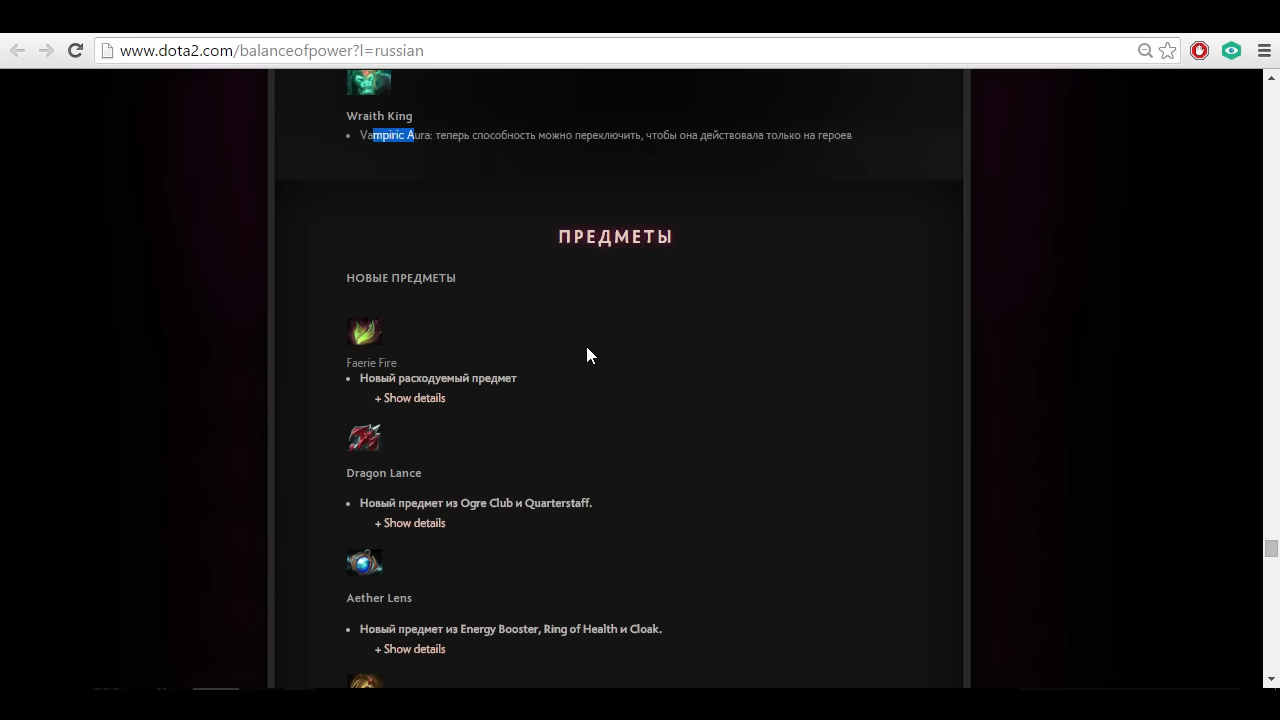 www.dota2.com/balanceofpower?l=russian
Wraith King
Vampiric Aura: теперь способность можно переключить, чтобы она действовала только на героев
ПРЕДМЕТЫ
НОВЫЕ ПРЕДМЕТЫ
Faerie Fire
Новый расходуемый предмет
+ Show details
Dragon Lance
Новый предмет из Ogre Club и Quarterstaff.
+ Show details
Aether Lens
Новый предмет из Energy Booster, Ring of Health и Cloak.
+ Show details